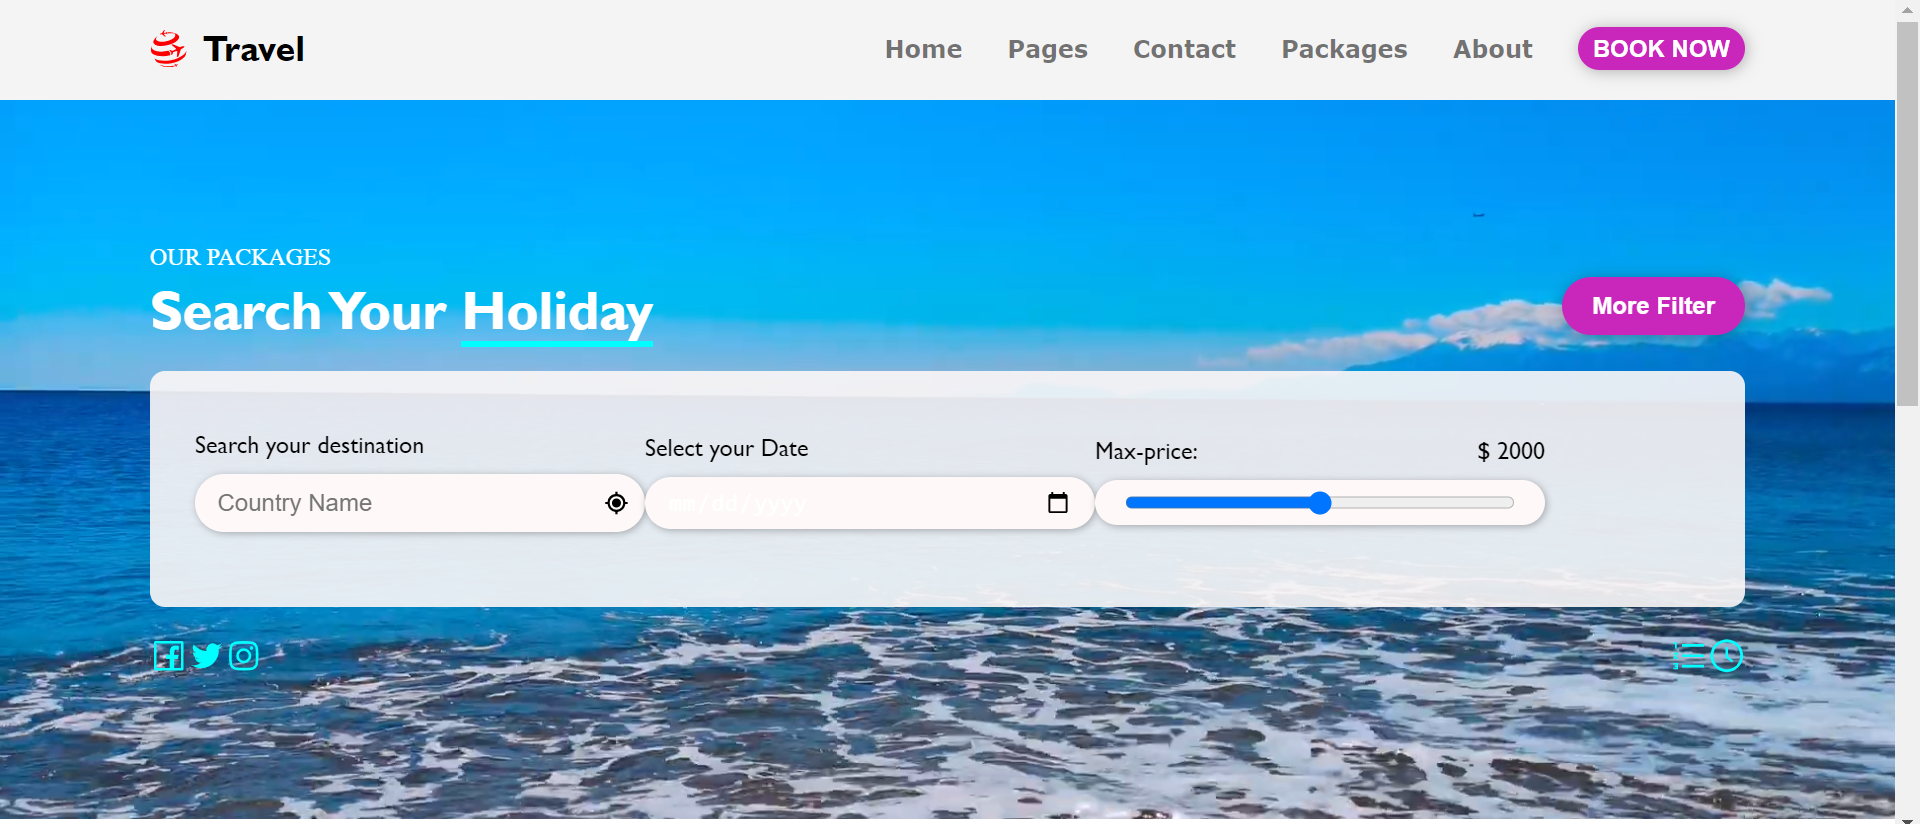 Travel
Home
Pages
Contact
Packages
About
BOOK NOW
OUR PACKAGES
Search Your Holiday
More Filter
Search your destination
Country Name
Select your Date
mm/dd/yyyy
Max-price:
$ 2000